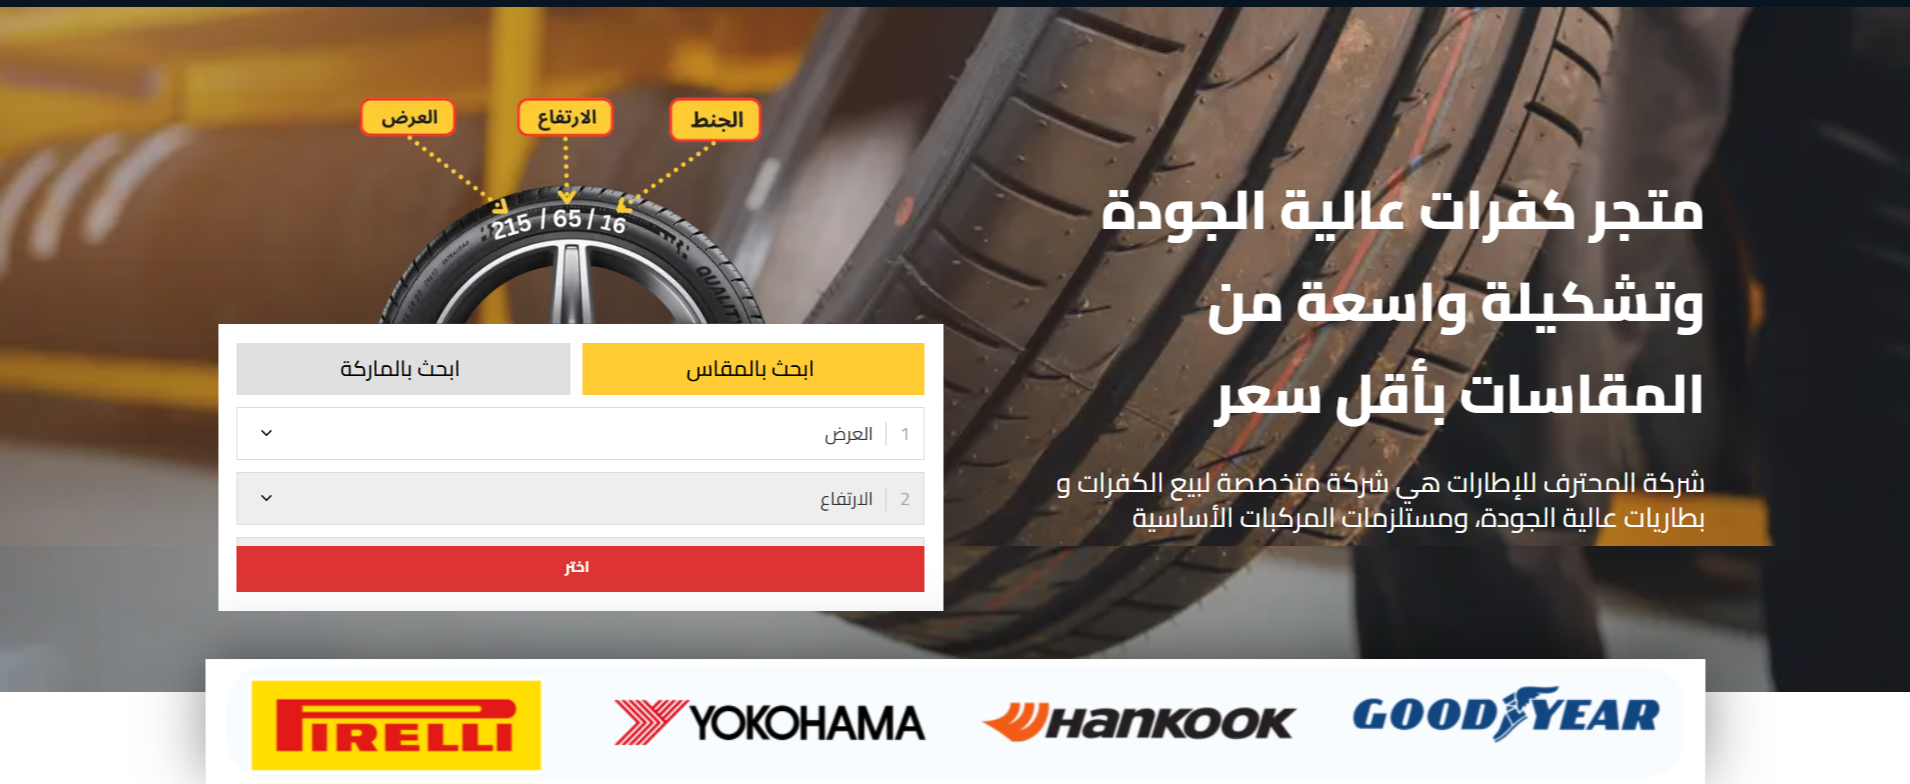 الجنط
الارتفاع
العرض
215 / 65 / 16
QUALITY
متجر كفرات عالية الجودة
وتشكيلة واسعة من
المقاسات بأقل سعر
شركة المحترف للإطارات هي شركة متخصصة لبيع الكفرات و
بطاريات عالية الجودة، ومستلزمات المركبات الأساسية
ابحث بالمقاس
ابحث بالماركة
1 العرض
2 الارتفاع
اختر
PIRELLI
YOKOHAMA
HANKOOK
GOODYEAR